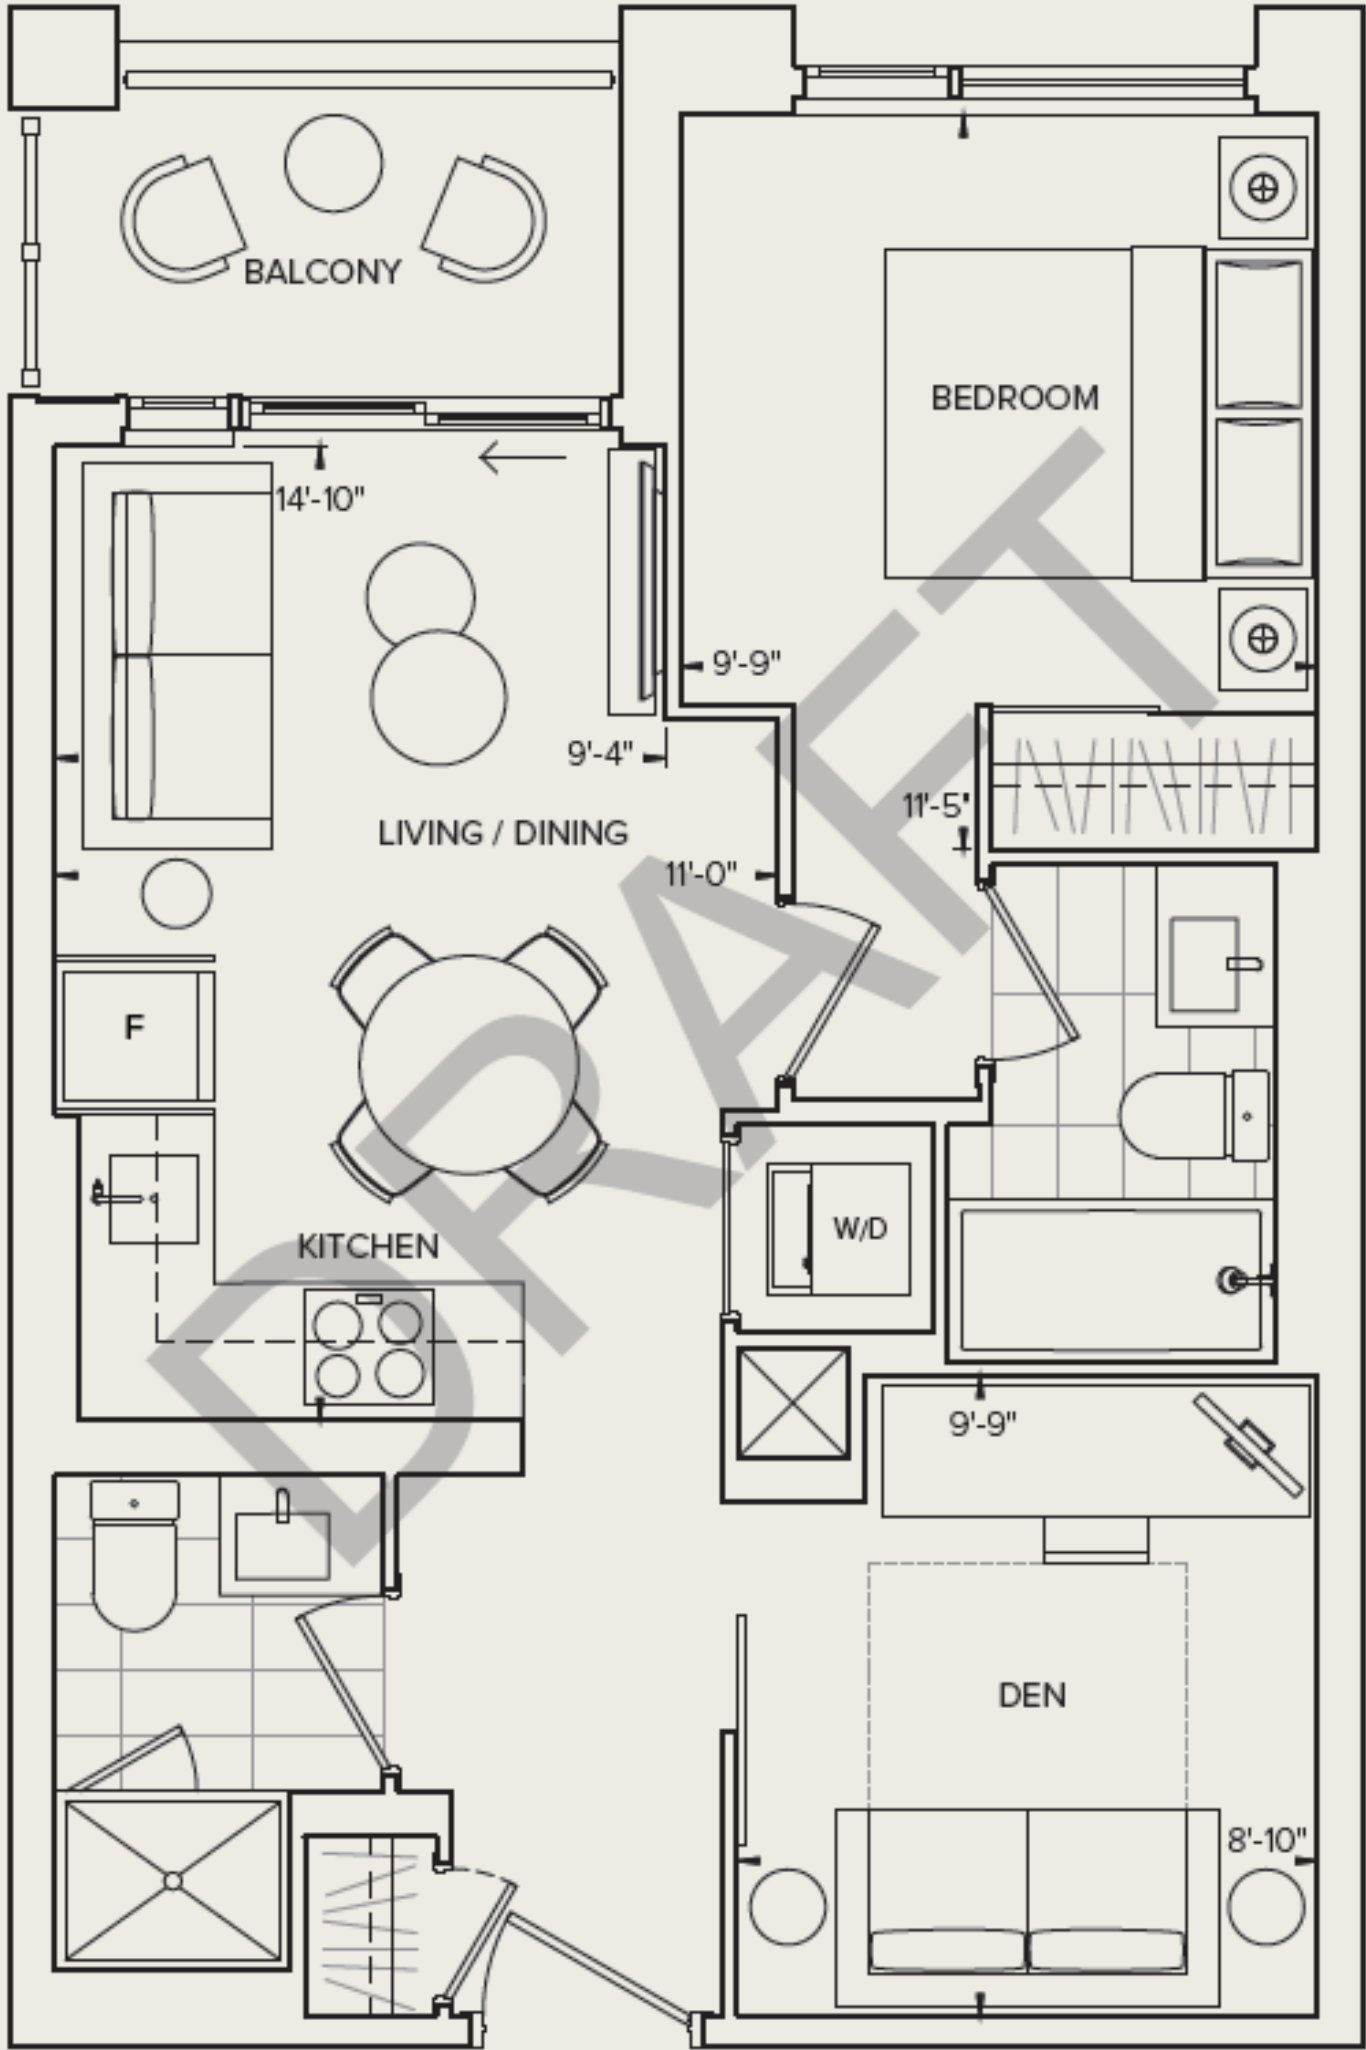 BALCONY
BEDROOM
14'-10"
9'-9"
9'-4"
11'-5'
LIVING / DINING
11'-0"
F
W/D
KITCHEN
9'-9"
DEN
8'-10"
DRAFT